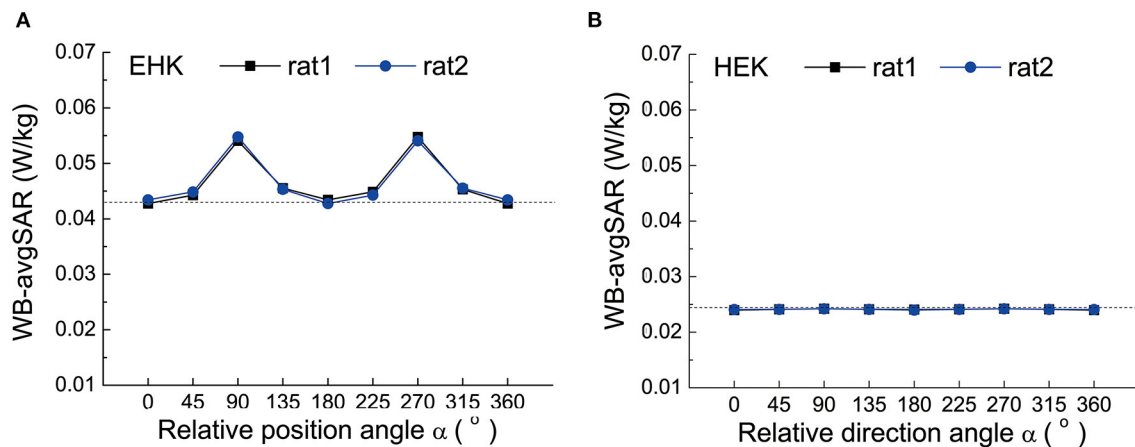 A
EHK rat1 rat2
WB-avgSAR (W/kg)
0.07
0.06
0.05
0.04
0.03
0.02
0.01
0 45 90 135 180 225 270 315 360
Relative position angle α ( ° )
B
HEK rat1 rat2
WB-avgSAR (W/kg)
0.07
0.06
0.05
0.04
0.03
0.02
0.01
0 45 90 135 180 225 270 315 360
Relative direction angle α ( ° )